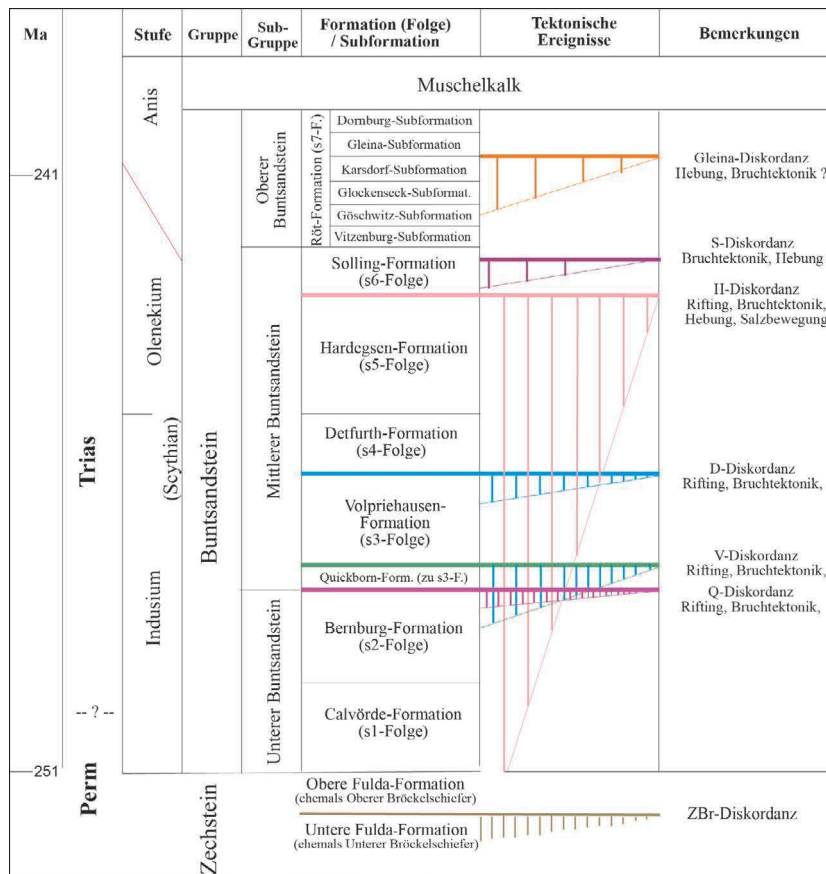 Ma
Stufe
Gruppe
Sub-
Gruppe
Formation (Folge)
/ Subformation
Tektonische
Ereignisse
Bemerkungen
Muschelkalk
Anis
241
Oberer
Buntsandstein
Röt-Formation (s7-F.)
Dornburg-Subformation
Gleina-Subformation
Karsdorf-Subformation
Glockenseck-Subformat.
Göschwitz-Subformation
Vitzenburg-Subformation
Gleina-Diskordanz
Hebung, Bruchtektonik ?
S-Diskordanz
Bruchtektonik, Hebung
H-Diskordanz
Rifting, Bruchtektonik,
Hebung, Salzbewegung
Solling-Formation
(s6-Folge)
Olenekium
Hardegsen-Formation
(s5-Folge)
Mittlerer Buntsandstein
Trias
(Scythian)
Buntsandstein
Detfurth-Formation
(s4-Folge)
D-Diskordanz
Rifting, Bruchtektonik,
Volpriehausen-
Formation
(s3-Folge)
V-Diskordanz
Rifting, Bruchtektonik,
Quickborn-Form. (zu s3-F.)
Q-Diskordanz
Rifting, Bruchtektonik,
Indusium
Unterer Buntsandstein
Bernburg-Formation
(s2-Folge)
-- ? --
Calvörde-Formation
(s1-Folge)
251
Perm
Zechstein
Obere Fulda-Formation
(chemals Oberer Bröckelschiefer)
Untere Fulda-Formation
(ehemals Unterer Bröckelschiefer)
ZBr-Diskordanz